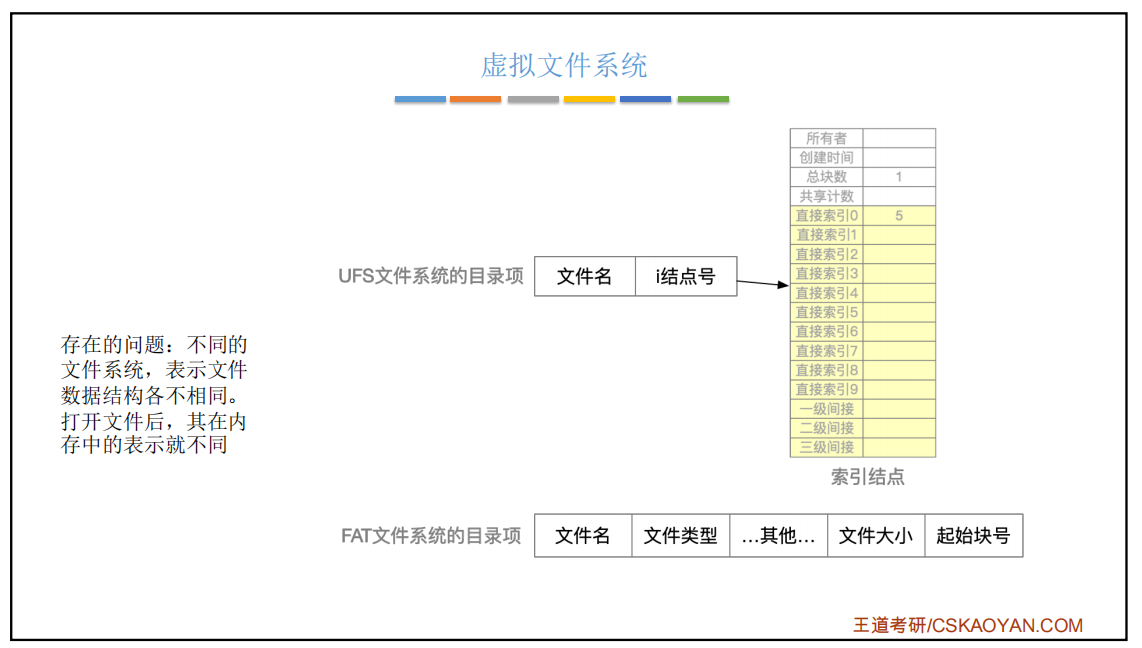 虚拟文件系统
所有者
创建时间
总块数 1
共享计数
直接索引0 5
直接索引1
直接索引2
直接索引3
直接索引4
直接索引5
直接索引6
直接索引7
直接索引8
直接索引9
一级间接
二级间接
三级间接
索引结点
UFS文件系统的目录项 文件名 i结点号
存在的问题：不同的
文件系统，表示文件
数据结构各不相同。
打开文件后，其在内
存中的表示就不同
FAT文件系统的目录项 文件名 文件类型 …其他… 文件大小 起始块号
王道考研/CSKAOYAN.COM